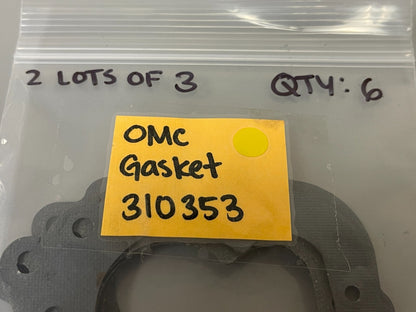 2 LOTS OF 3 QTY: 6
OMC
Gasket
310353